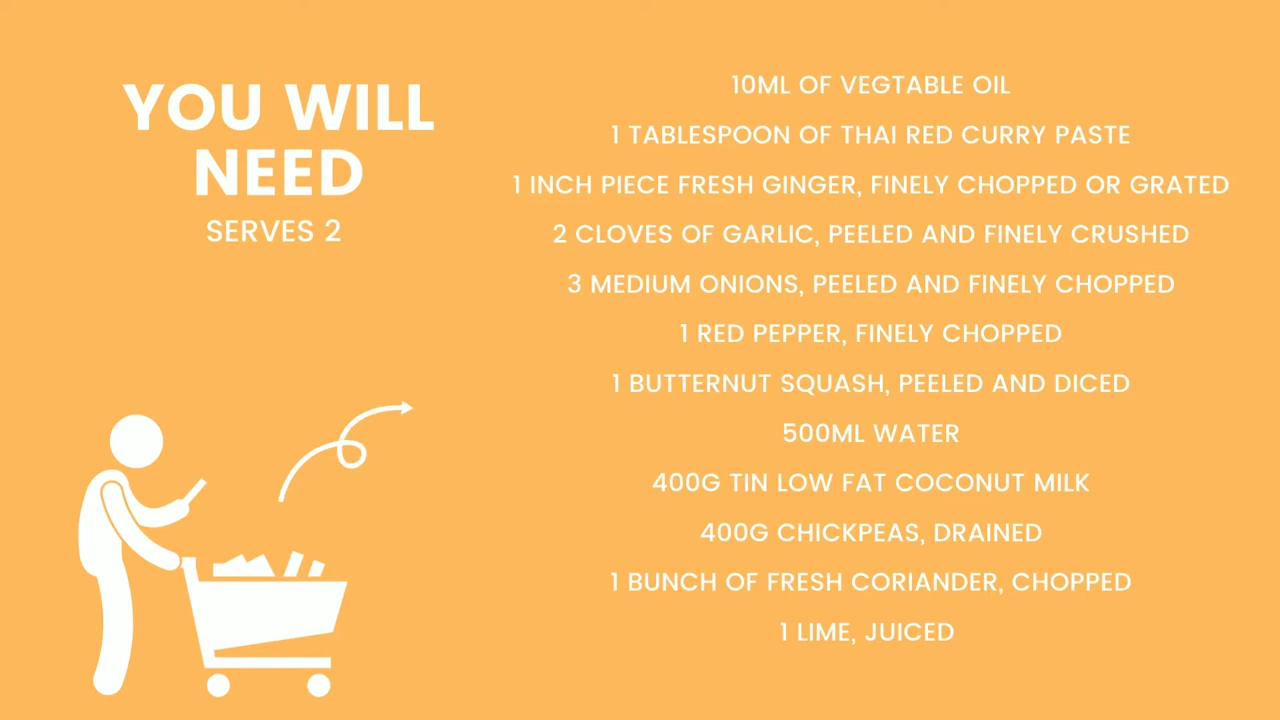 YOU WILL
NEED
SERVES 2
10ML OF VEGTABLE OIL
1 TABLESPOON OF THAI RED CURRY PASTE
1 INCH PIECE FRESH GINGER, FINELY CHOPPED OR GRATED
2 CLOVES OF GARLIC, PEELED AND FINELY CRUSHED
3 MEDIUM ONIONS, PEELED AND FINELY CHOPPED
1 RED PEPPER, FINELY CHOPPED
1 BUTTERNUT SQUASH, PEELED AND DICED
500ML WATER
400G TIN LOW FAT COCONUT MILK
400G CHICKPEAS, DRAINED
1 BUNCH OF FRESH CORIANDER, CHOPPED
1 LIME, JUICED